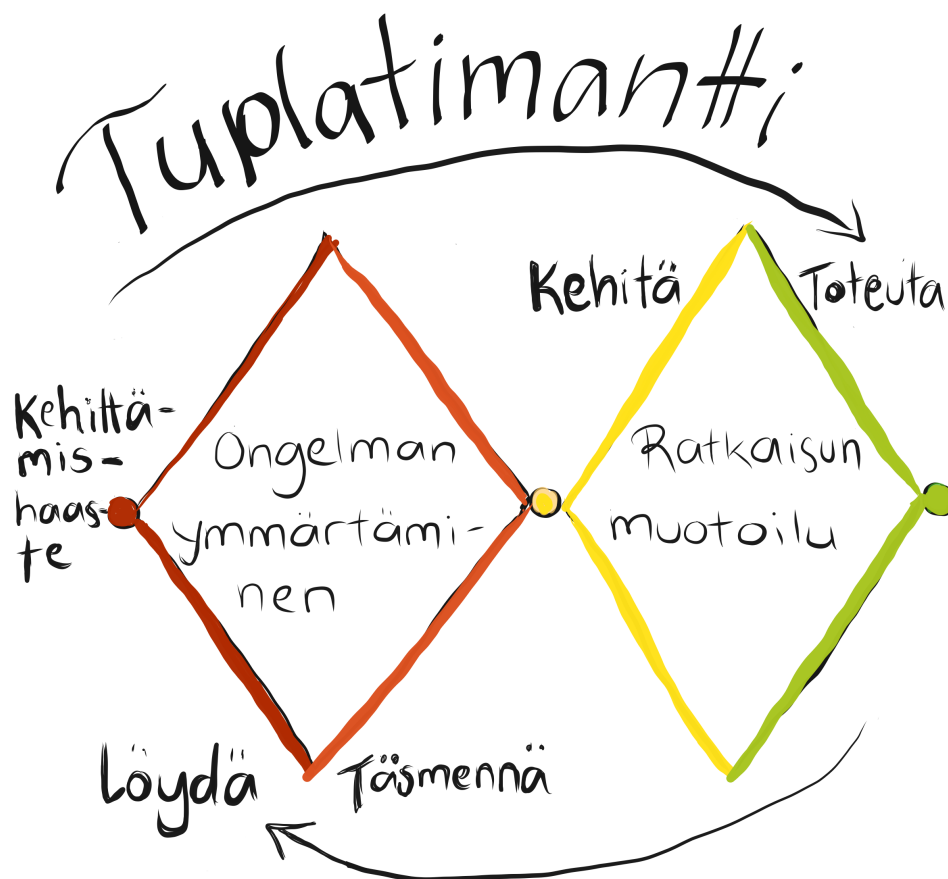 Tuplatimantti
Kehitä
Toteuta
Kehittä-
mis-
haas-
te
Ongelman
ymmärtämi-
nen
Ratkaisun
muotoilu
Löydä
Täsmennä